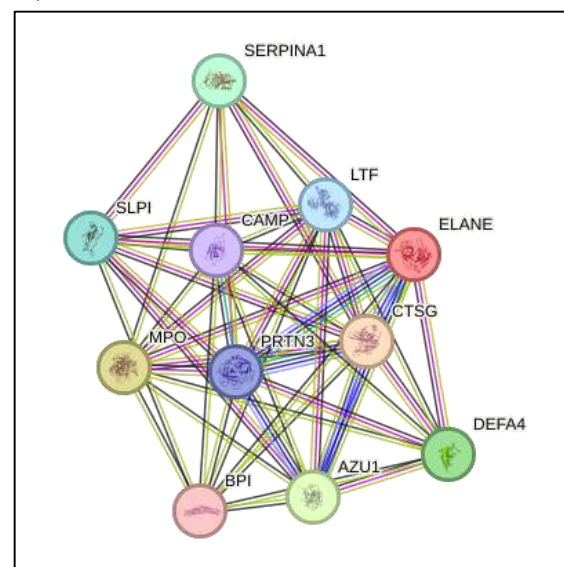 SERPINA1
LTF
SLPI
CAMP
ELANE
CTSG
MPO
PRTN3
DEFA4
AZU1
BPI